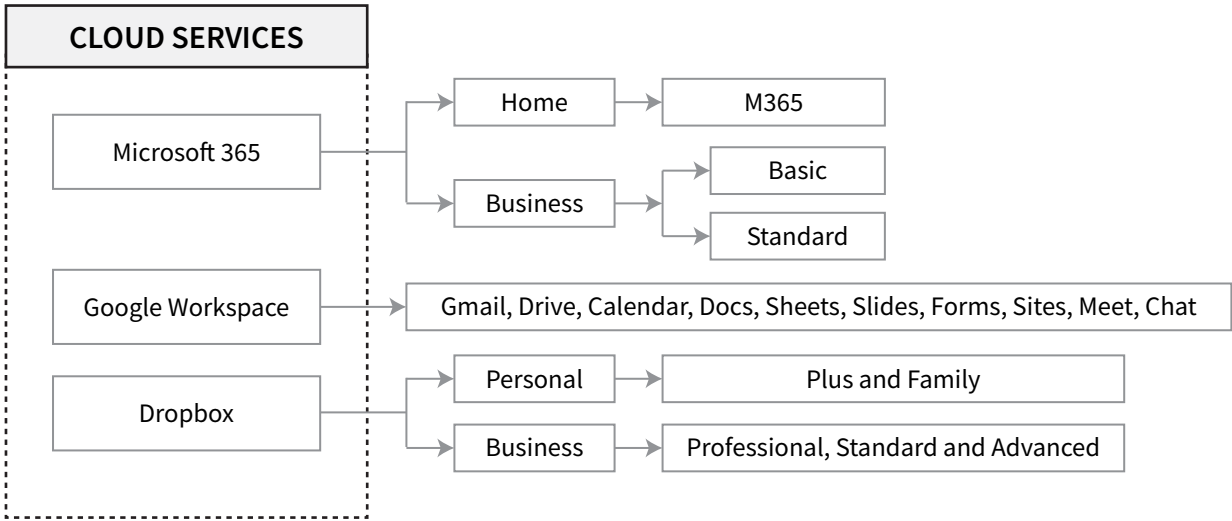 CLOUD SERVICES
Microsoft 365
Home
M365
Business
Basic
Standard
Google Workspace
Gmail, Drive, Calendar, Docs, Sheets, Slides, Forms, Sites, Meet, Chat
Dropbox
Personal
Plus and Family
Business
Professional, Standard and Advanced